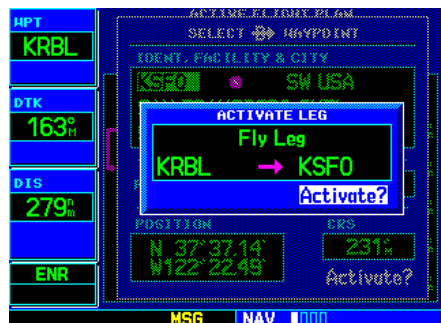 ACTIVE FLIGHT PLAN
WPT
KRBL
SELECT D WAYPOINT
IDENT, FACILITY & CITY
KSFO SW USA
DTK
163°M
ACTIVATE LEG
Fly Leg
KRBL → KSFO
Activate?
DIS
279nm
POSITION
N 37°37.14'
W122°22.49'
CRS
231°M
Activate?
ENR
MSG NAV